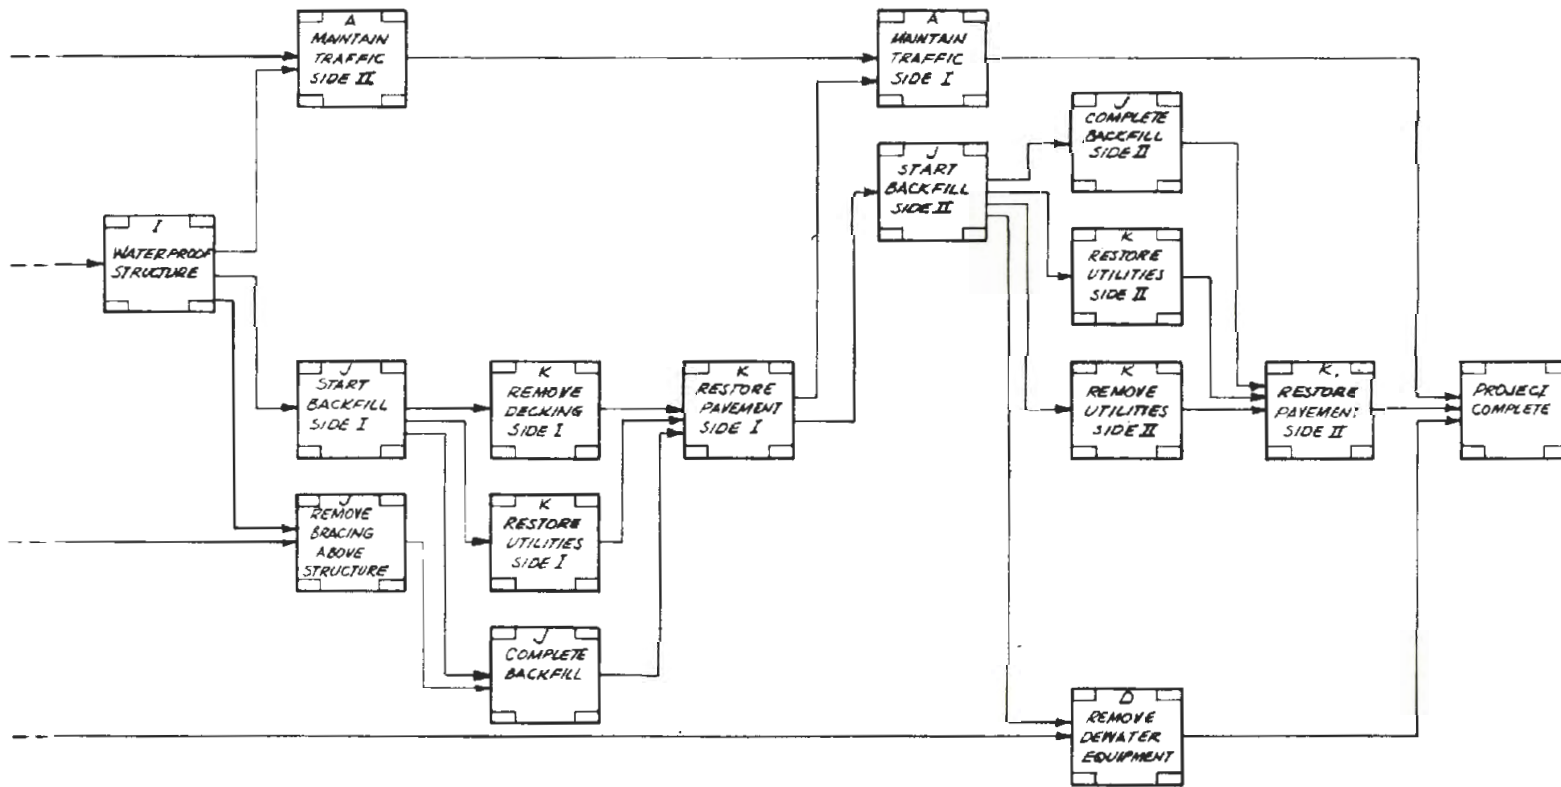 A
MAINTAIN
TRAFFIC
SIDE II
A
MAINTAIN
TRAFFIC
SIDE I
J
COMPLETE
BACKFILL
SIDE II
J
START
BACKFILL
SIDE II
I
WATERPROOF
STRUCTURE
K
RESTORE
UTILITIES
SIDE II
J
START
BACKFILL
SIDE I
K
REMOVE
DECKING
SIDE I
K
RESTORE
PAVEMENT
SIDE I
K
REMOVE
UTILITIES
SIDE II
K.
RESTORE
PAVEMENT
SIDE II
PROJECT
COMPLETE
J
REMOVE
BRACING
ABOVE
STRUCTURE
K
RESTORE
UTILITIES
SIDE I
J
COMPLETE
BACKFILL
D
REMOVE
DEWATER
EQUIPMENT